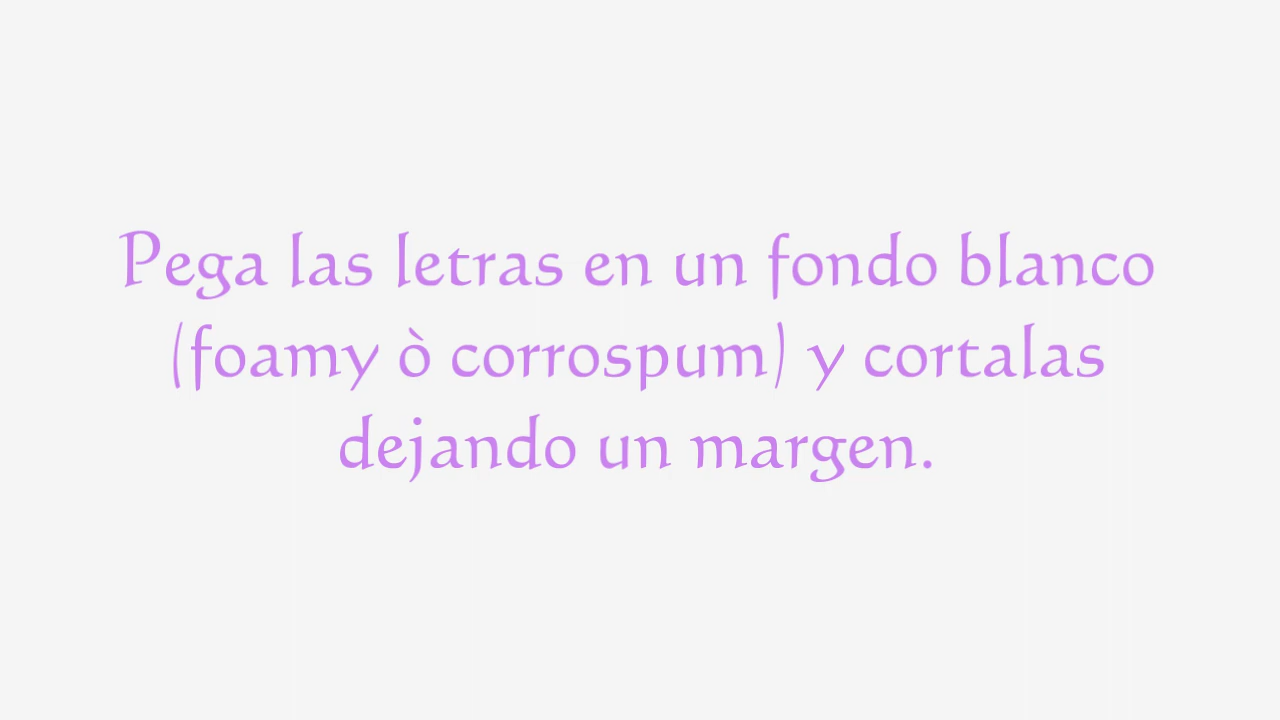 Pega las letras en un fondo blanco
(foamy ò corrospum) y cortalas
dejando un margen.